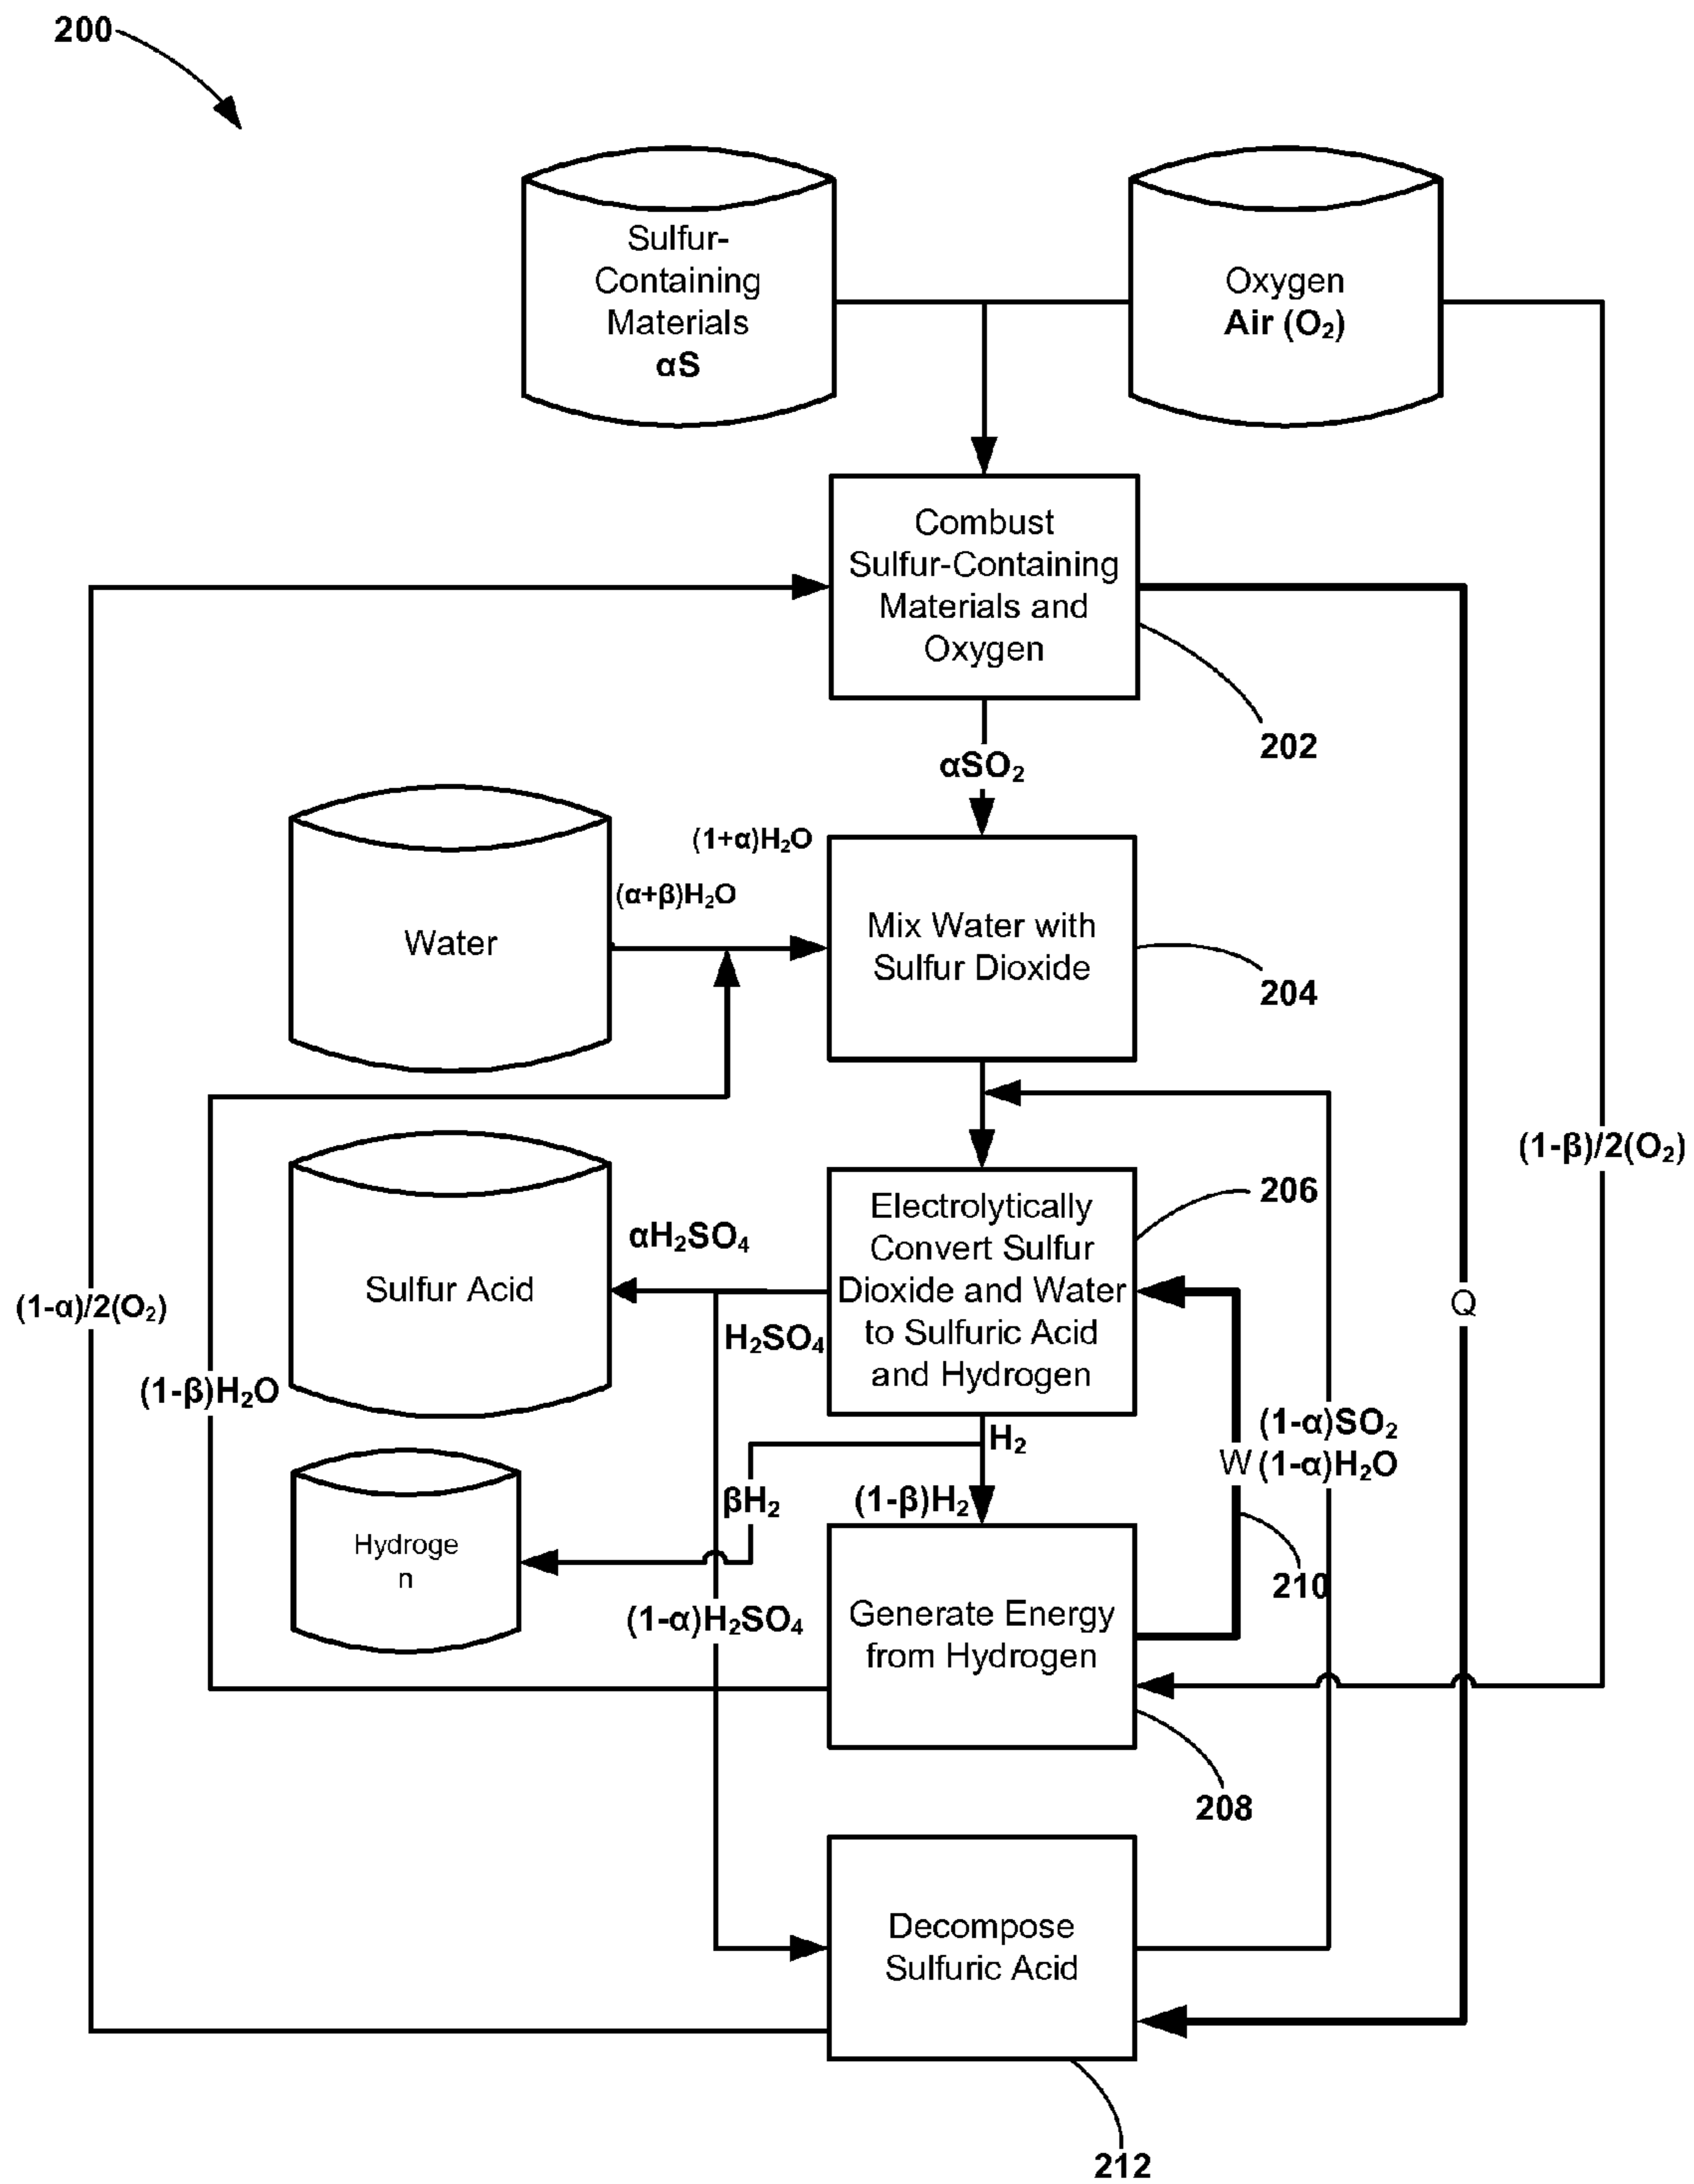 200
Sulfur-
Containing
Materials
αS
Oxygen
Air (O₂)
Combust
Sulfur-Containing
Materials and
Oxygen
202
αSO₂
(1+α)H₂O
(α+β)H₂O
Water
Mix Water with
Sulfur Dioxide
204
(1-β)/2(O₂)
206
Electrolytically
Convert Sulfur
Dioxide and Water
to Sulfuric Acid
and Hydrogen
αH₂SO₄
Sulfur Acid
H₂SO₄
(1-α)/2(O₂)
Q
(1-β)H₂O
(1-α)SO₂
W (1-α)H₂O
H₂
βH₂
(1-β)H₂
Hydroge
n
210
(1-α)H₂SO₄
Generate Energy
from Hydrogen
208
Decompose
Sulfuric Acid
212